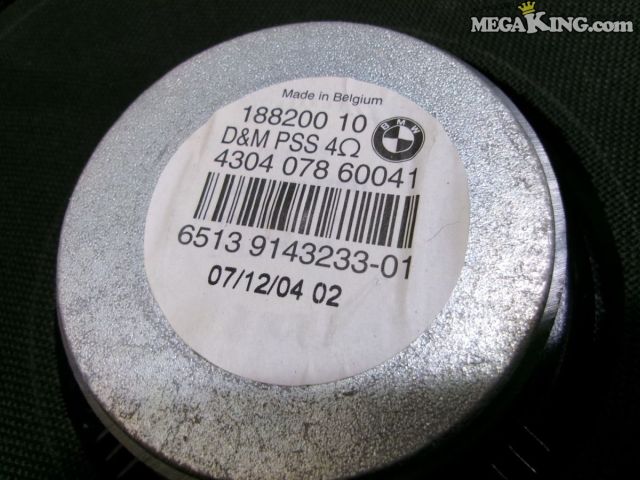 MEGAKING.com
Made in Belgium
188200 10
BMW
D&M PSS 4Ω
4304 078 60041
6513 9143233-01
07/12/04 02